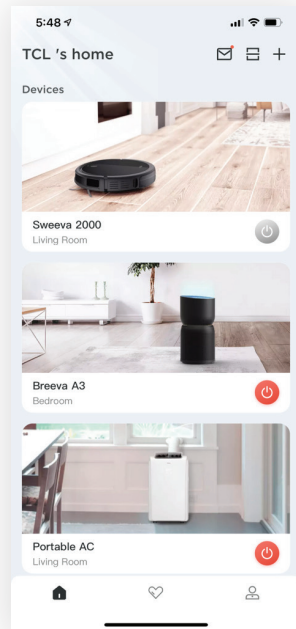 5:48
TCL 's home
Devices
Sweeva 2000
Living Room
Breeva A3
Bedroom
Portable AC
Living Room